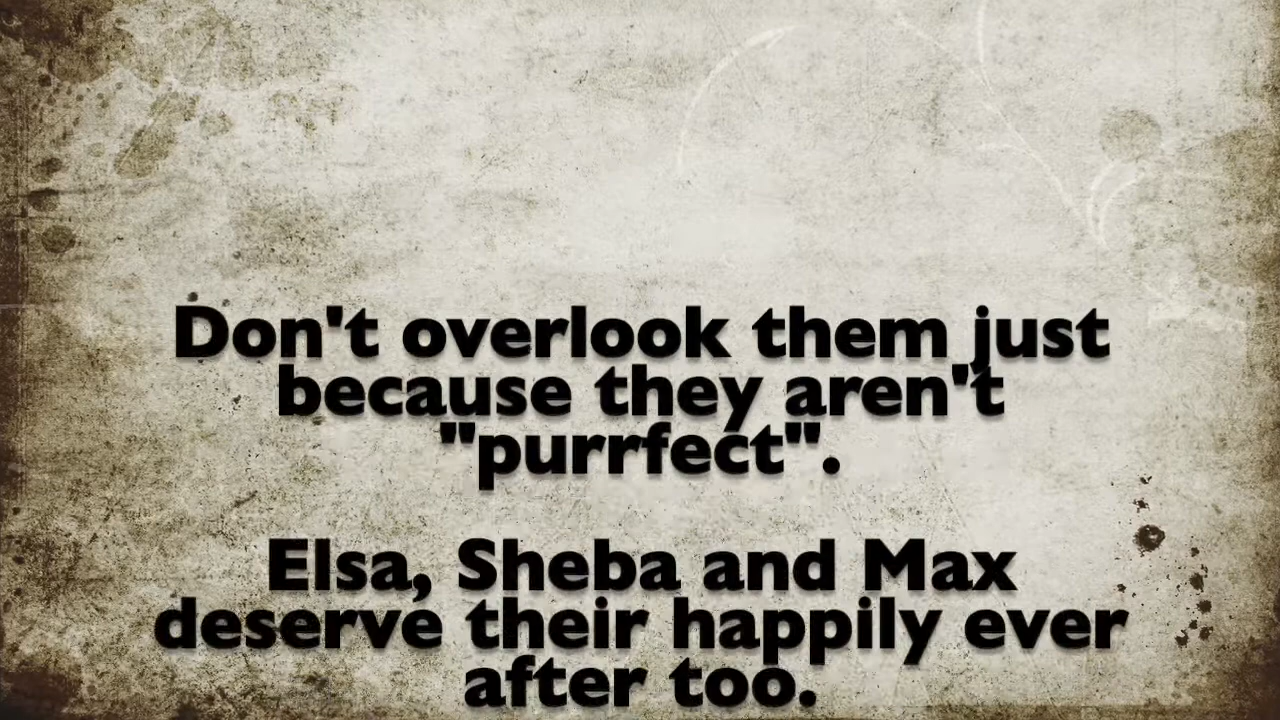 Don't overlook them just
because they aren't
"purrfect".
Elsa, Sheba and Max
deserve their happily ever
after too.